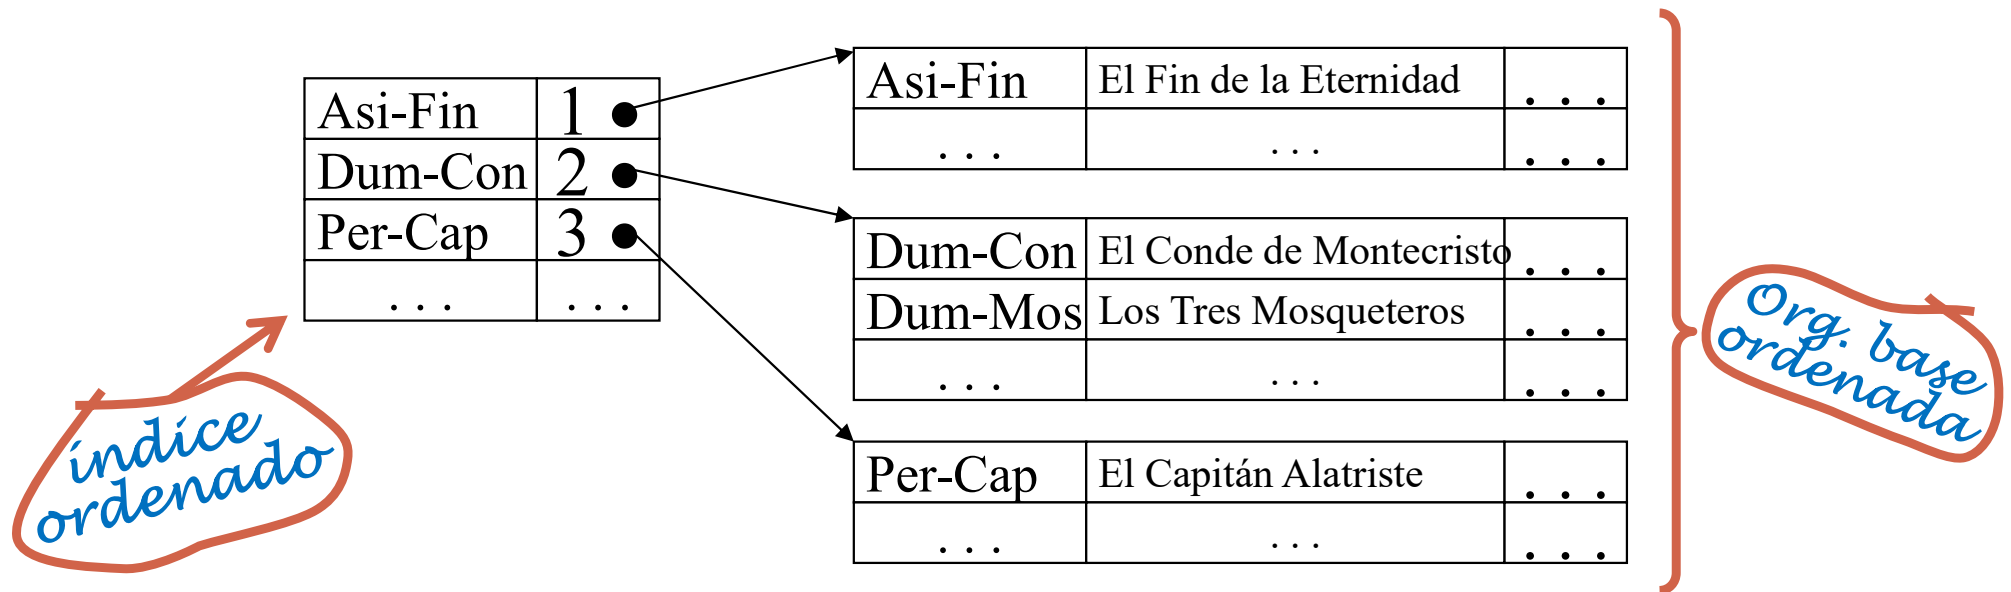 Asi-Fin 1
Dum-Con 2
Per-Cap 3
. . . . . .
Asi-Fin El Fin de la Eternidad . . .
. . . . . . . . .
Dum-Con El Conde de Montecristo . . .
Dum-Mos Los Tres Mosqueteros . . .
. . . . . . . . .
Per-Cap El Capitán Alatriste . . .
. . . . . . . . .
índice
ordenado
Org. base
ordenada